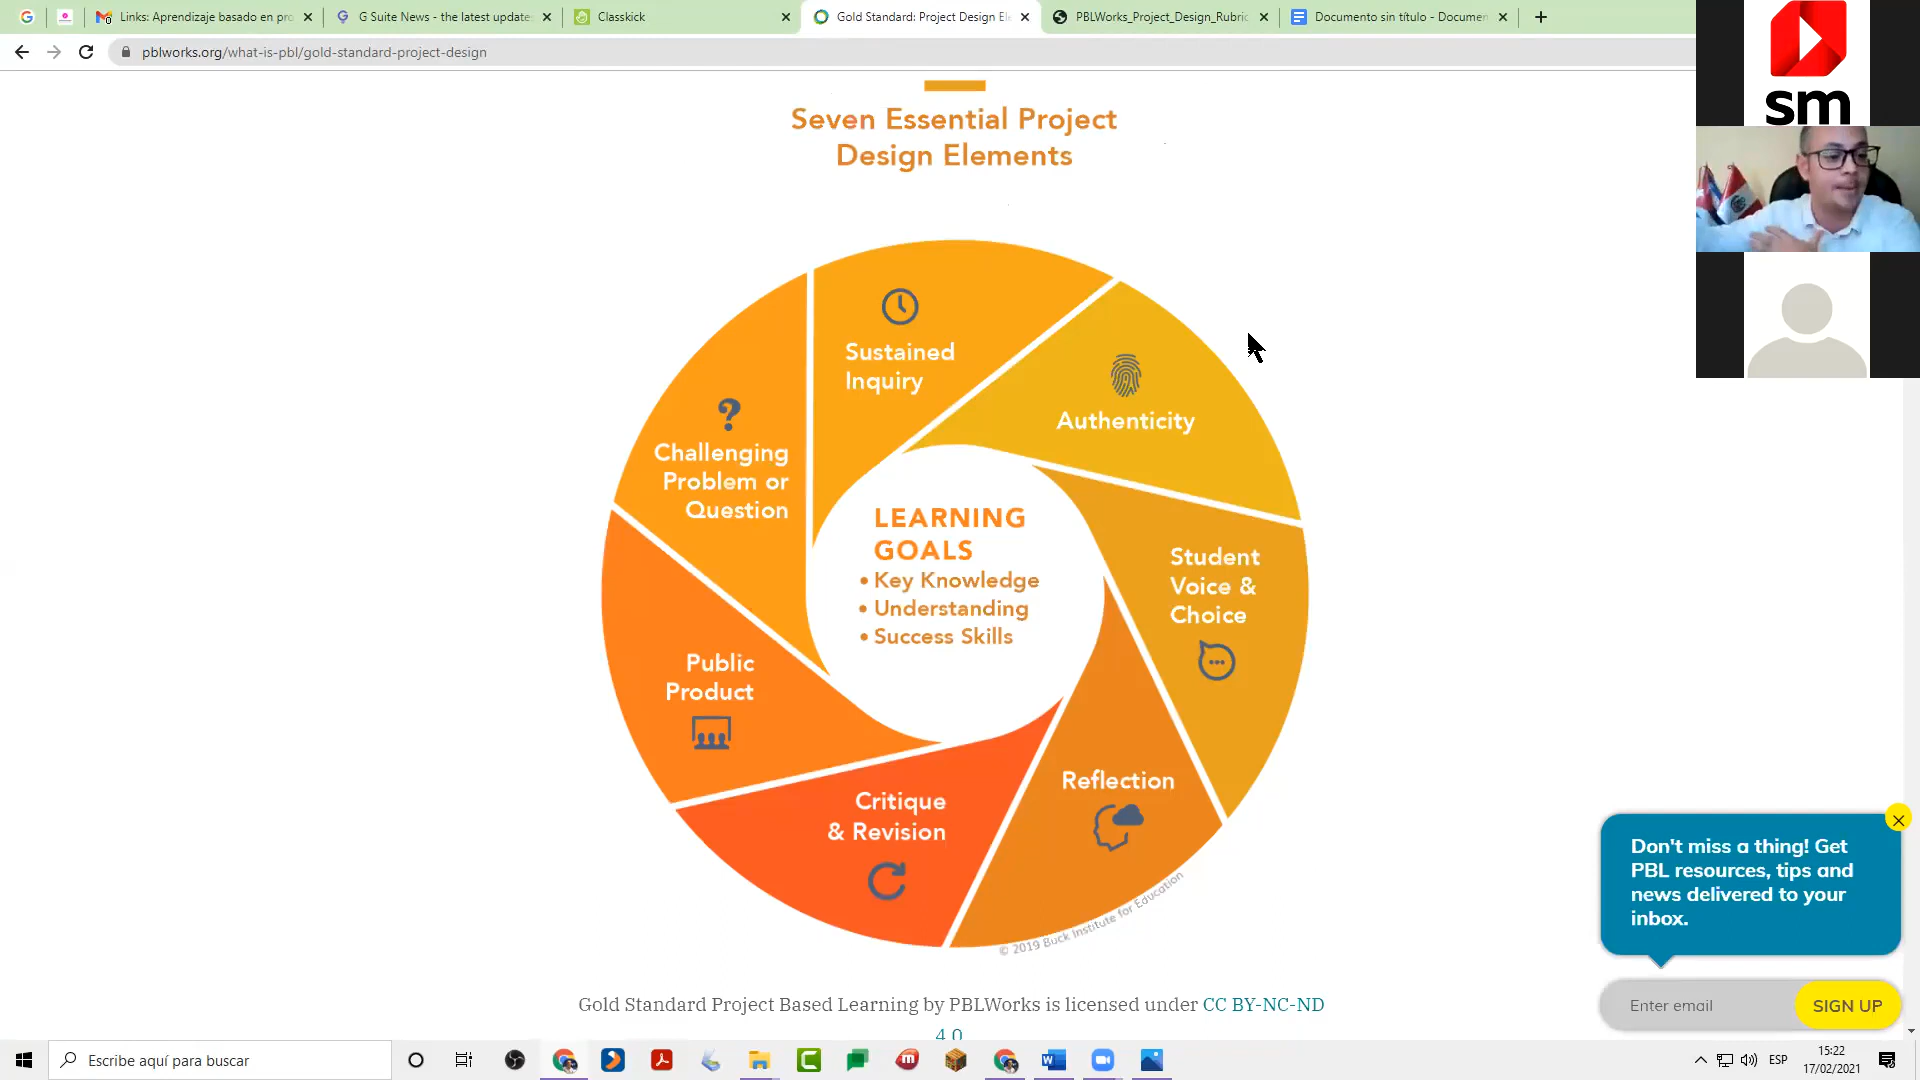 Links: Aprendizaje basado en pro
G Suite News - the latest update:
Classkick
Gold Standard: Project Design El
PBLWorks_Project_Design_Rubric
Documento sin título - Documen
pblworks.org/what-is-pbl/gold-standard-project-design
sm
Seven Essential Project
Design Elements
Sustained
Inquiry
Authenticity
?
Challenging
Problem or
Question
LEARNING
GOALS
• Key Knowledge
• Understanding
• Success Skills
Student
Voice &
Choice
Public
Product
Critique
& Revision
Reflection
© 2019 Buck Institute for Education
Don't miss a thing! Get
PBL resources, tips and
news delivered to your
inbox.
Enter email
SIGN UP
Gold Standard Project Based Learning by PBLWorks is licensed under CC BY-NC-ND
4.0
Escribe aquí para buscar
ESP
15:22
17/02/2021